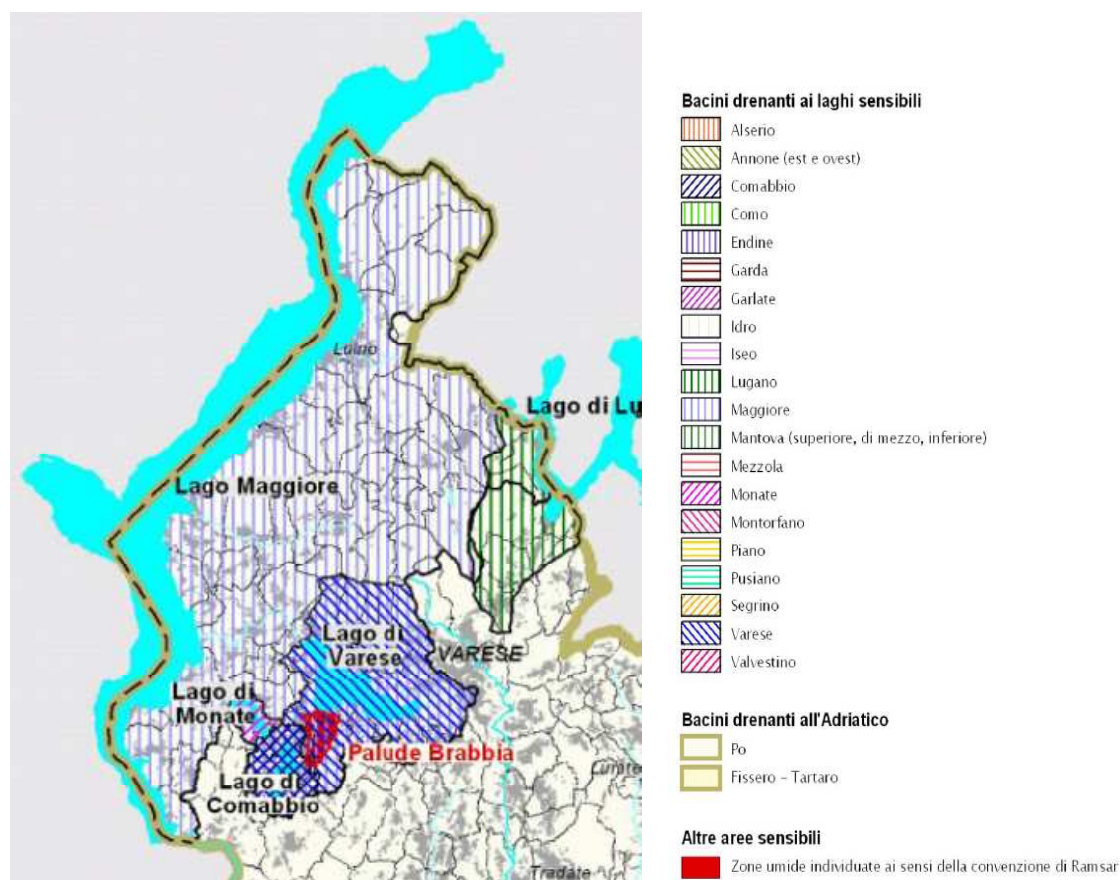 Luino
Lago di Lu
Lago Maggiore
Lago di
Varese
VARESE
Lago di
Monate
Palude Brabbia
Lago di
Comabbio
Tradate
Bacini drenanti ai laghi sensibili
Alserio
Annone (est e ovest)
Comabbio
Como
Endine
Garda
Garlate
Idro
Iseo
Lugano
Maggiore
Mantova (superiore, di mezzo, inferiore)
Mezzola
Monate
Montorfano
Piano
Pusiano
Segrino
Varese
Valvestino
Bacini drenanti all'Adriatico
Po
Fissero – Tartaro
Altre aree sensibili
Zone umide individuate ai sensi della convenzione di Ramsar